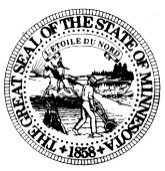 THE GREAT SEAL OF THE STATE OF MINNESOTA
L'ETOILE DU NORD
1858